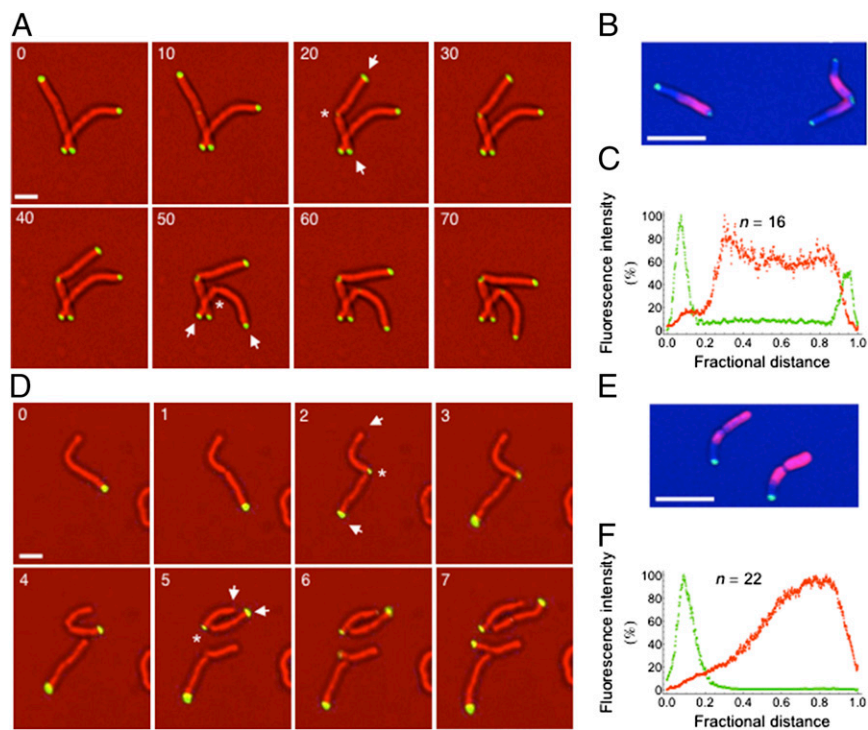 A
0 10 20 30
*
40 50 60 70
*
B
C
Fluorescence intensity
(%)
100
80
60
40
20
0
n = 16
0.0 0.2 0.4 0.6 0.8 1.0
Fractional distance
D
0 1 2 3
*
4 5 6 7
*
E
F
Fluorescence intensity
(%)
100
80
60
40
20
0
n = 22
0.0 0.2 0.4 0.6 0.8 1.0
Fractional distance